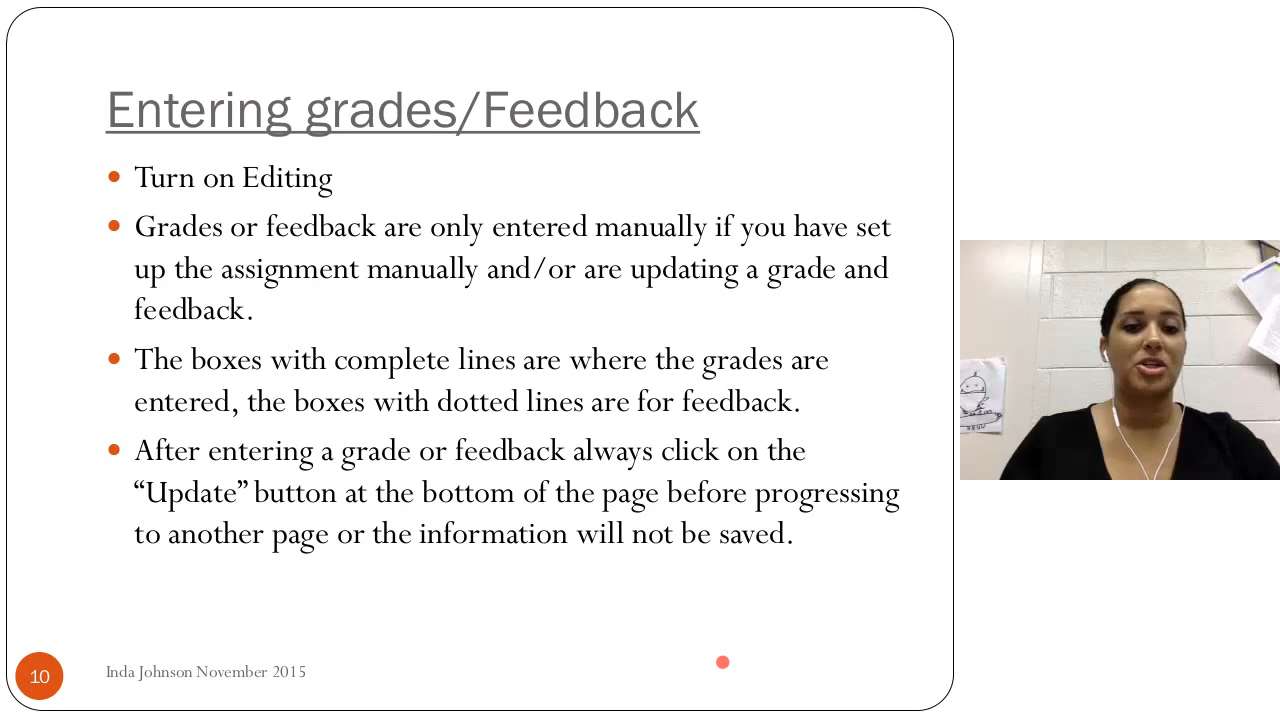 Entering grades/Feedback
Turn on Editing
Grades or feedback are only entered manually if you have set
up the assignment manually and/or are updating a grade and
feedback.
The boxes with complete lines are where the grades are
entered, the boxes with dotted lines are for feedback.
After entering a grade or feedback always click on the
“Update” button at the bottom of the page before progressing
to another page or the information will not be saved.
10
Inda Johnson November 2015